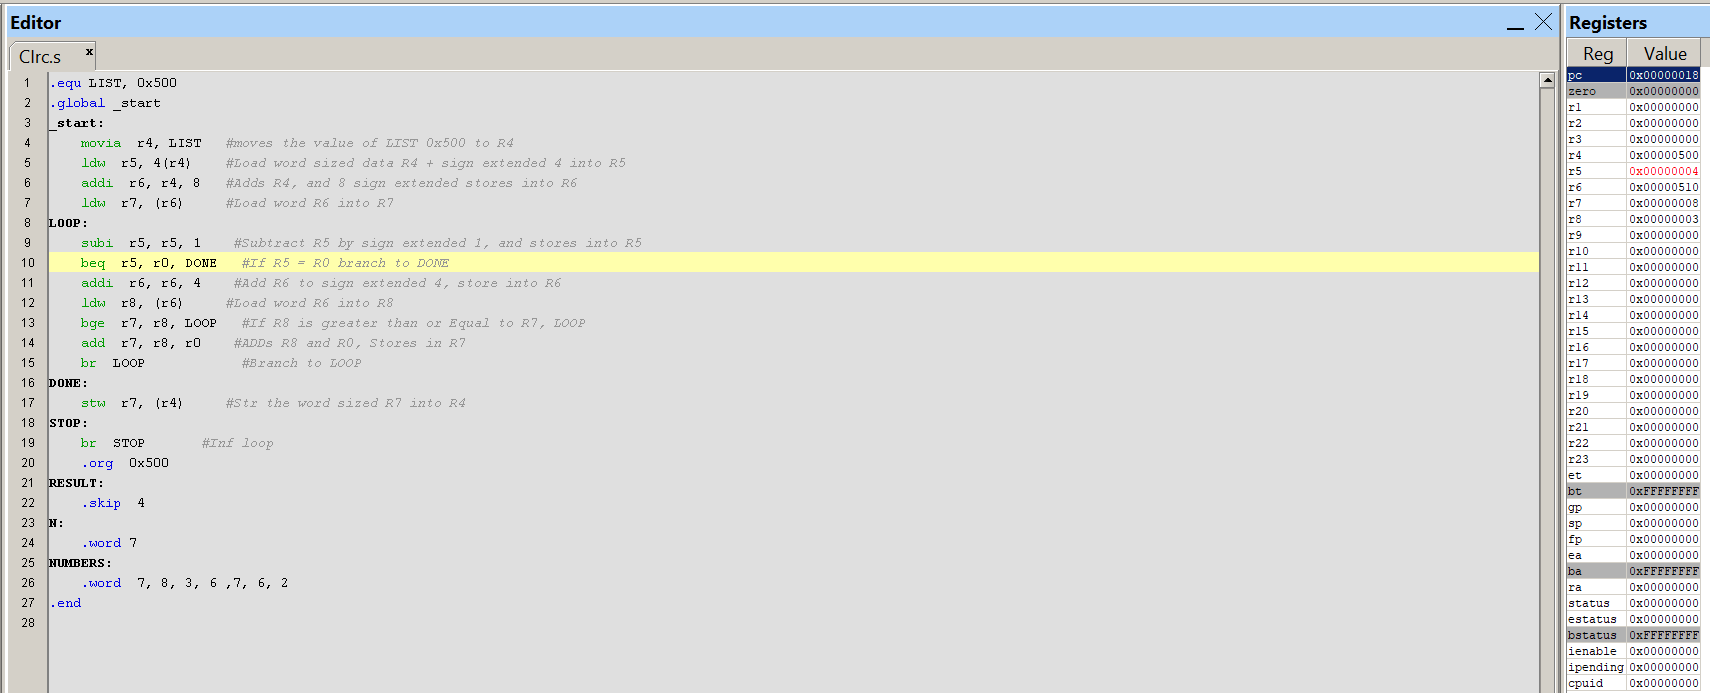 Editor
Clrc.s x
1 .equ LIST, 0x500
2 .global _start
3 _start:
4 movia r4, LIST #moves the value of LIST 0x500 to R4
5 ldw r5, 4(r4) #Load word sized data R4 + sign extended 4 into R5
6 addi r6, r4, 8 #Adds R4, and 8 sign extended stores into R6
7 ldw r7, (r6) #Load word R6 into R7
8 LOOP:
9 subi r5, r5, 1 #Subtract R5 by sign extended 1, and stores into R5
10 beq r5, r0, DONE #If R5 = R0 branch to DONE
11 addi r6, r6, 4 #Add R6 to sign extended 4, store into R6
12 ldw r8, (r6) #Load word R6 into R8
13 bge r7, r8, LOOP #If R8 is greater than or Equal to R7, LOOP
14 add r7, r8, r0 #ADDs R8 and R0, Stores in R7
15 br LOOP #Branch to LOOP
16 DONE:
17 stw r7, (r4) #Str the word sized R7 into R4
18 STOP:
19 br STOP #Inf loop
20 .org 0x500
21 RESULT:
22 .skip 4
23 N:
24 .word 7
25 NUMBERS:
26 .word 7, 8, 3, 6 ,7, 6, 2
27 .end
28
Registers
Reg Value
pc 0x00000018
zero 0x00000000
r1 0x00000000
r2 0x00000000
r3 0x00000000
r4 0x00000500
r5 0x00000004
r6 0x00000510
r7 0x00000008
r8 0x00000003
r9 0x00000000
r10 0x00000000
r11 0x00000000
r12 0x00000000
r13 0x00000000
r14 0x00000000
r15 0x00000000
r16 0x00000000
r17 0x00000000
r18 0x00000000
r19 0x00000000
r20 0x00000000
r21 0x00000000
r22 0x00000000
r23 0x00000000
et 0x00000000
bt 0xFFFFFFFF
gp 0x00000000
sp 0x00000000
fp 0x00000000
ea 0x00000000
ba 0xFFFFFFFF
ra 0x00000000
status 0x00000000
estatus 0x00000000
bstatus 0xFFFFFFFF
ienable 0x00000000
ipending 0x00000000
cpuid 0x00000000